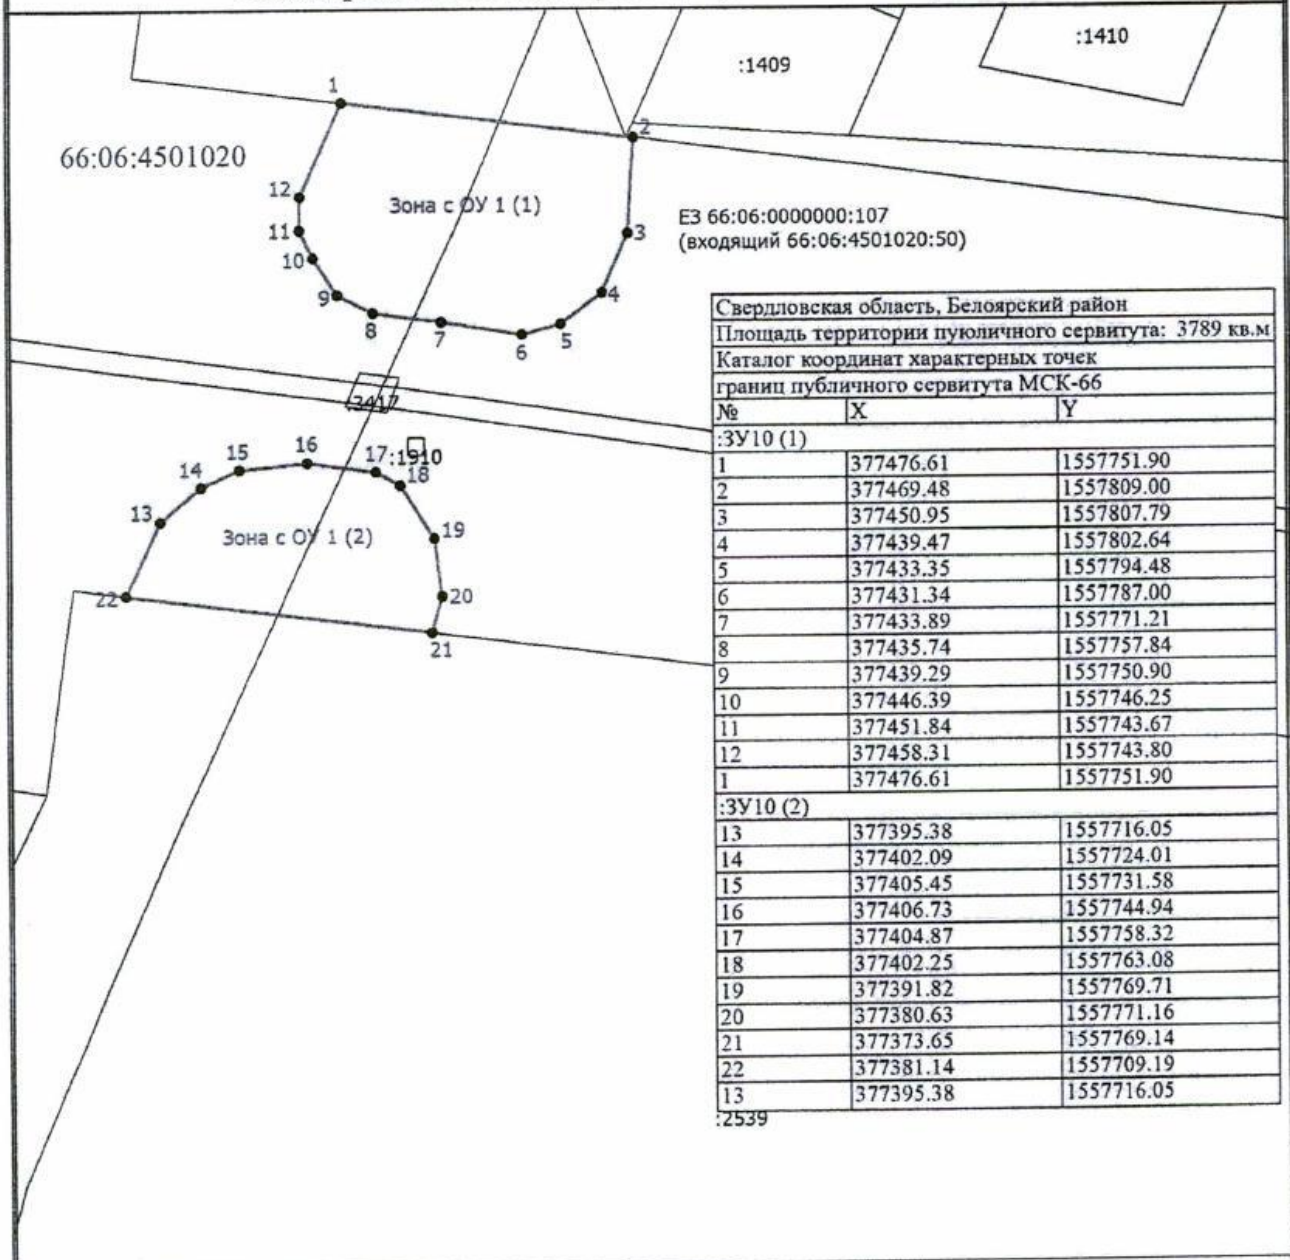 :1410
:1409
1
2
66:06:4501020
12
Зона с ОУ 1 (1)
11
3
ЕЗ 66:06:0000000:107
(входящий 66:06:4501020:50)
10
9
4
8
7
6
5
:3417
:1910
13
14
15
16
17
18
19
20
21
22
Зона с ОУ 1 (2)
Свердловская область, Белоярский район
Площадь территории пуюличного сервитута: 3789 кв.м
Каталог координат характерных точек
границ публичного сервитута МСК-66
№ X Y
:ЗУ10 (1)
1 377476.61 1557751.90
2 377469.48 1557809.00
3 377450.95 1557807.79
4 377439.47 1557802.64
5 377433.35 1557794.48
6 377431.34 1557787.00
7 377433.89 1557771.21
8 377435.74 1557757.84
9 377439.29 1557750.90
10 377446.39 1557746.25
11 377451.84 1557743.67
12 377458.31 1557743.80
1 377476.61 1557751.90
:ЗУ10 (2)
13 377395.38 1557716.05
14 377402.09 1557724.01
15 377405.45 1557731.58
16 377406.73 1557744.94
17 377404.87 1557758.32
18 377402.25 1557763.08
19 377391.82 1557769.71
20 377380.63 1557771.16
21 377373.65 1557769.14
22 377381.14 1557709.19
13 377395.38 1557716.05
:2539